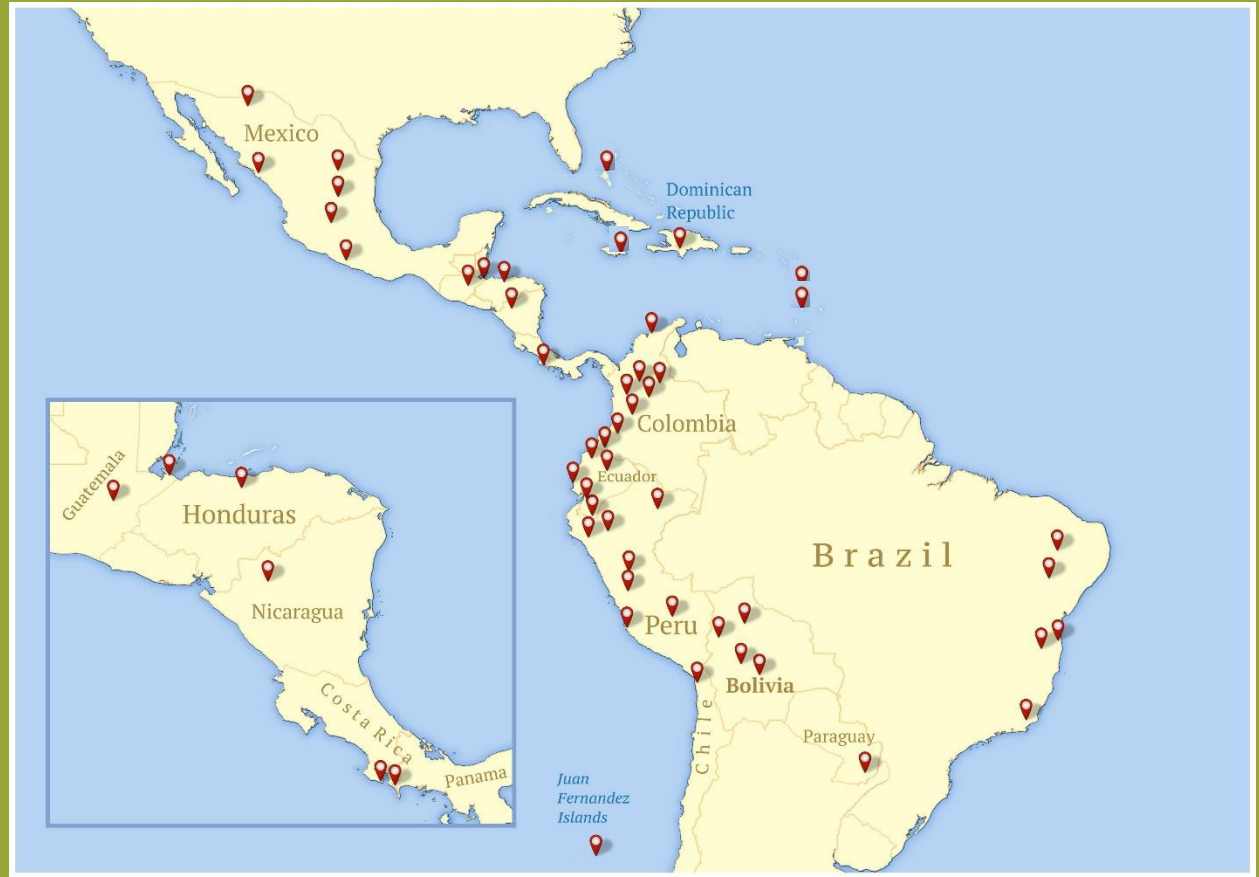 Mexico
Dominican
Republic
Colombia
Ecuador
Brazil
Peru
Bolivia
Chile
Paraguay
Juan
Fernandez
Islands
Guatemala
Honduras
Nicaragua
Costa Rica
Panama